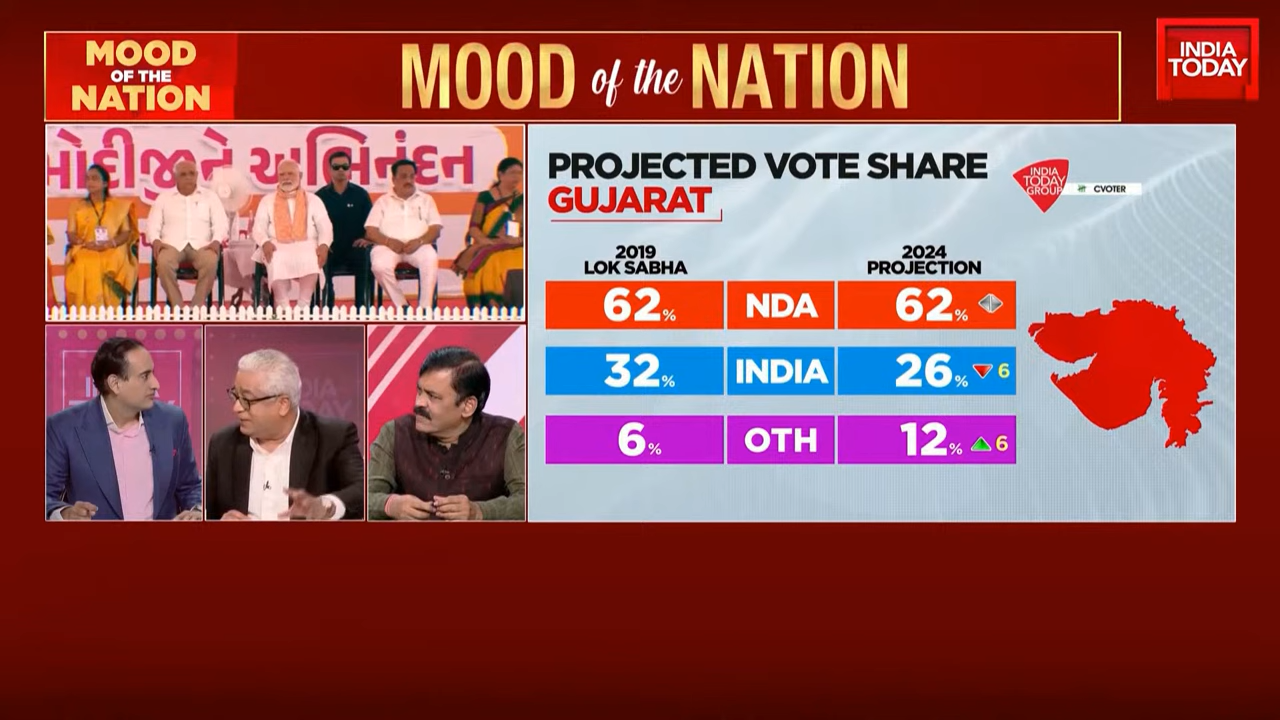 MOOD
OF THE
NATION
MOOD of the NATION
INDIA
TODAY
મોદીજીને અભિનંદન
PROJECTED VOTE SHARE
GUJARAT
INDIA
TODAY
GROUP
CVOTER
2019
LOK SABHA
2024
PROJECTION
62% NDA 62%
32% INDIA 26% 6
6% OTH 12% 6